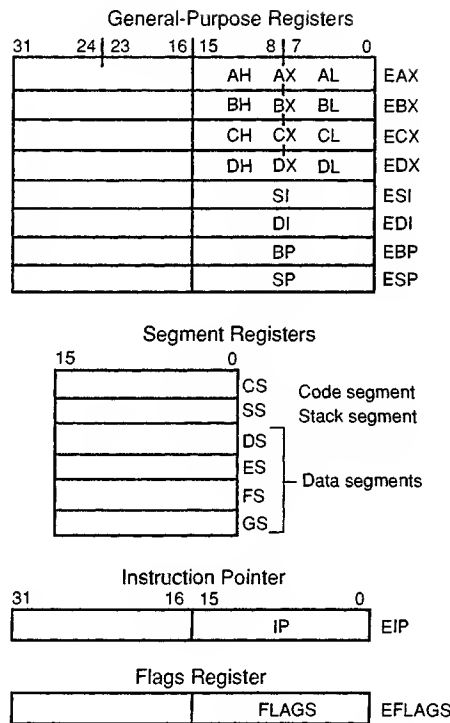 General-Purpose Registers
31 24 23 16 15 8 7 0
AH AX AL EAX
BH BX BL EBX
CH CX CL ECX
DH DX DL EDX
SI ESI
DI EDI
BP EBP
SP ESP
Segment Registers
15 0
CS Code segment
SS Stack segment
DS
ES
FS
GS
Data segments
Instruction Pointer
31 16 15 0
IP EIP
Flags Register
FLAGS EFLAGS